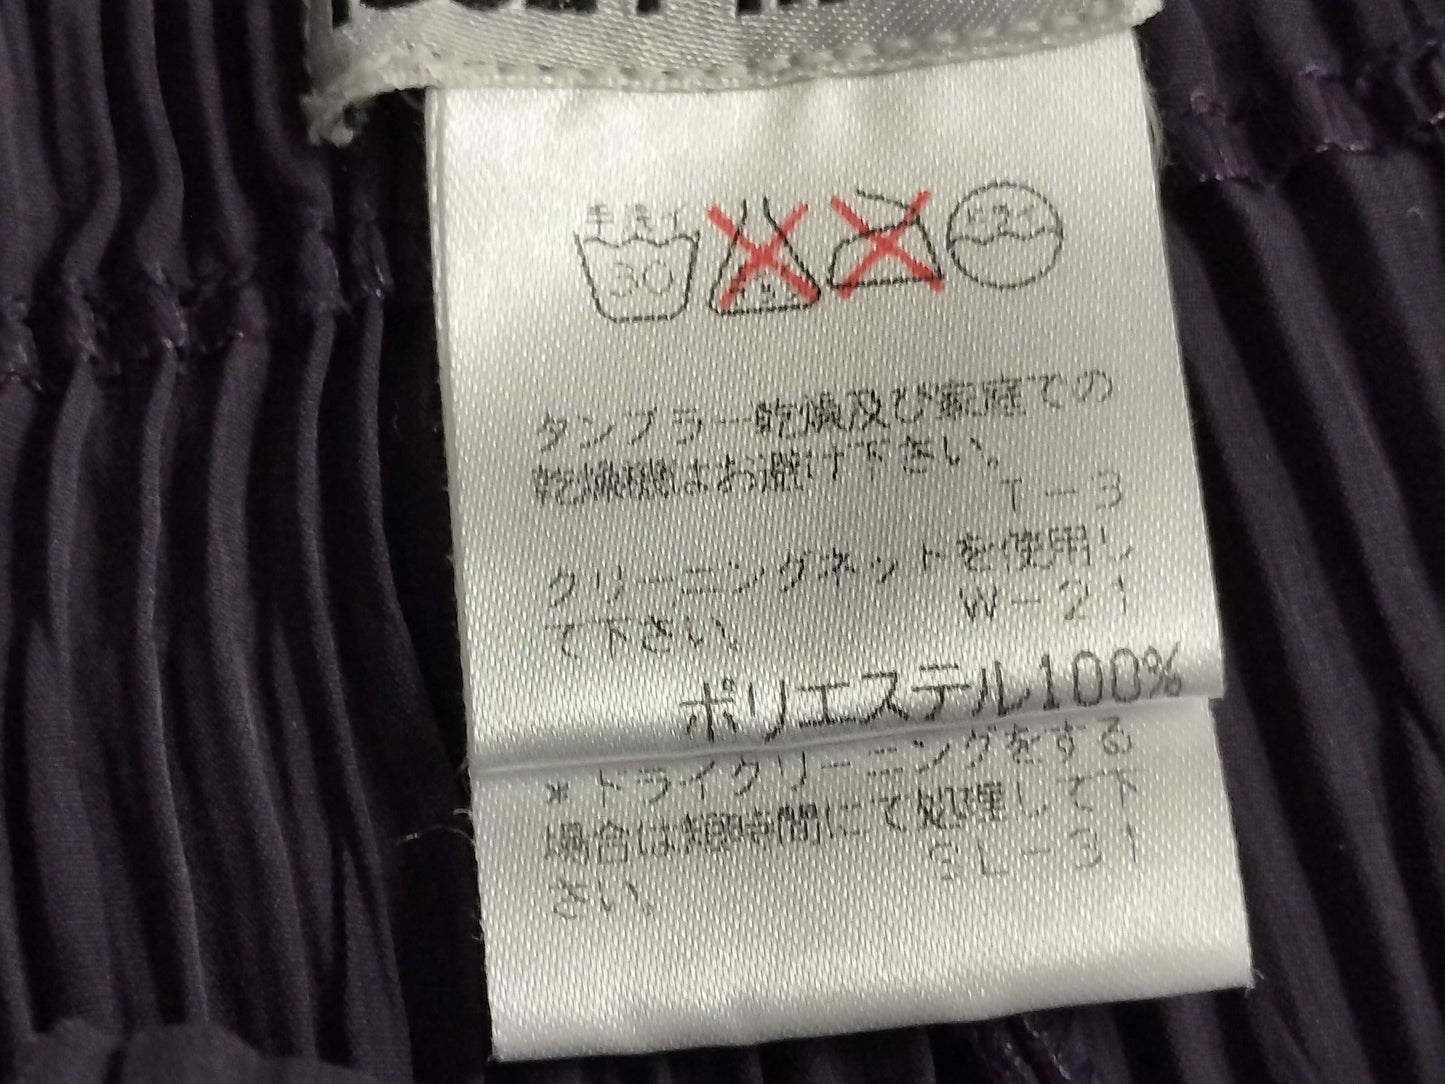 手洗イ
30
ドライ
タンブラー乾燥及び家庭での
乾燥機はお避け下さい。
T-3
クリーニングネットを使用し
て下さい。
W-21
ポリエステル100%
*ドライクリーニングをする
場合は短時間にて処理して下
さい。
SL-31